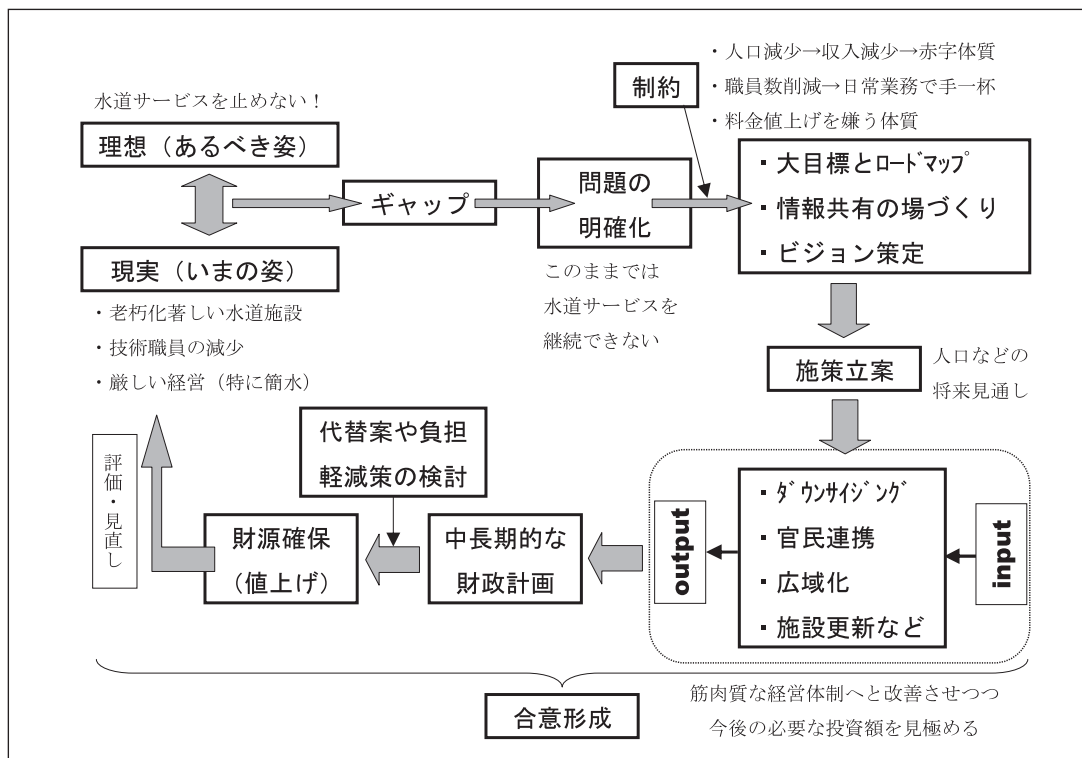 水道サービスを止めない！
理想（あるべき姿）
現実（いまの姿）
・老朽化著しい水道施設
・技術職員の減少
・厳しい経営（特に簡水）
ギャップ
問題の
明確化
このままでは
水道サービスを
継続できない
制約
・人口減少→収入減少→赤字体質
・職員数削減→日常業務で手一杯
・料金値上げを嫌う体質
・大目標とﾛｰﾄﾞﾏｯﾌﾟ
・情報共有の場づくり
・ビジョン策定
施策立案
人口などの
将来見通し
input
・ﾀﾞｳﾝｻｲｼﾞﾝｸﾞ
・官民連携
・広域化
・施設更新など
output
中長期的な
財政計画
代替案や負担
軽減策の検討
財源確保
（値上げ）
評価・見直し
合意形成
筋肉質な経営体制へと改善させつつ
今後の必要な投資額を見極める